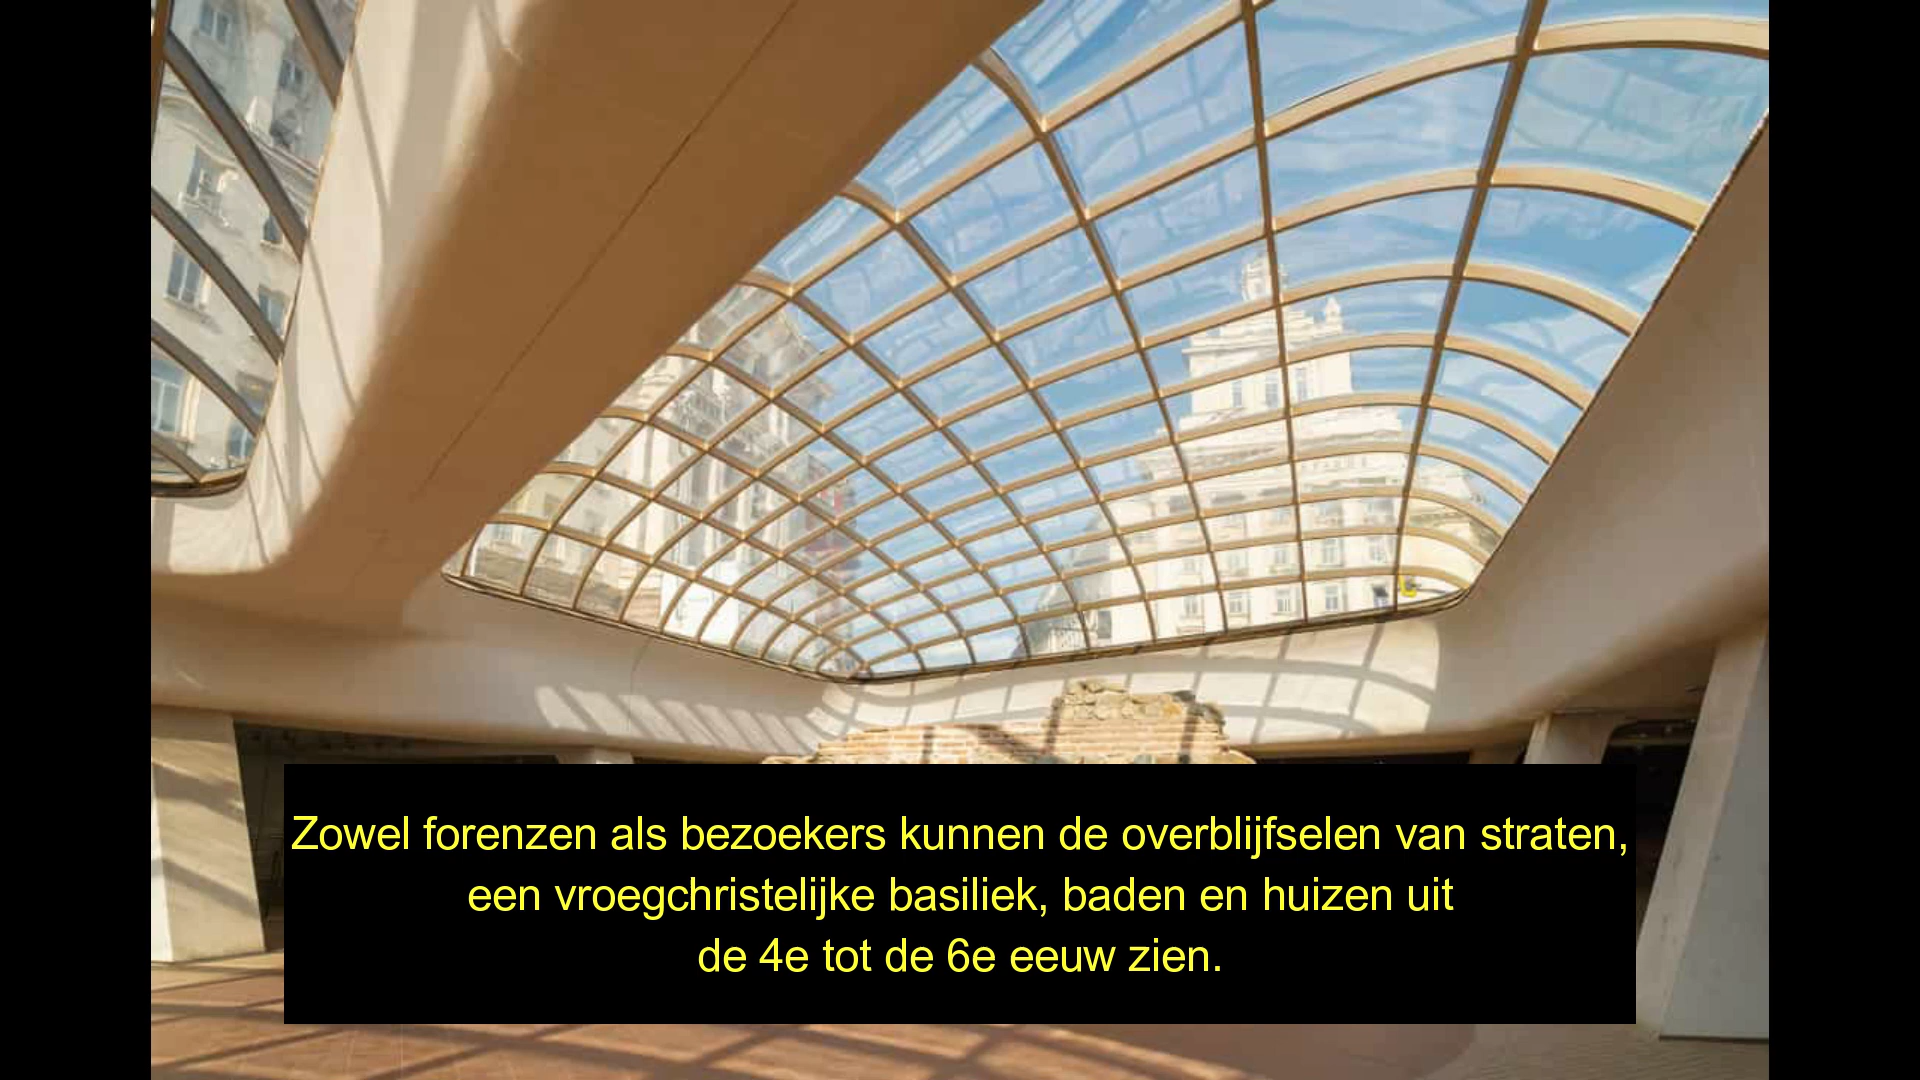 Zowel forenzen als bezoekers kunnen de overblijfselen van straten,
een vroegchristelijke basiliek, baden en huizen uit
de 4e tot de 6e eeuw zien.